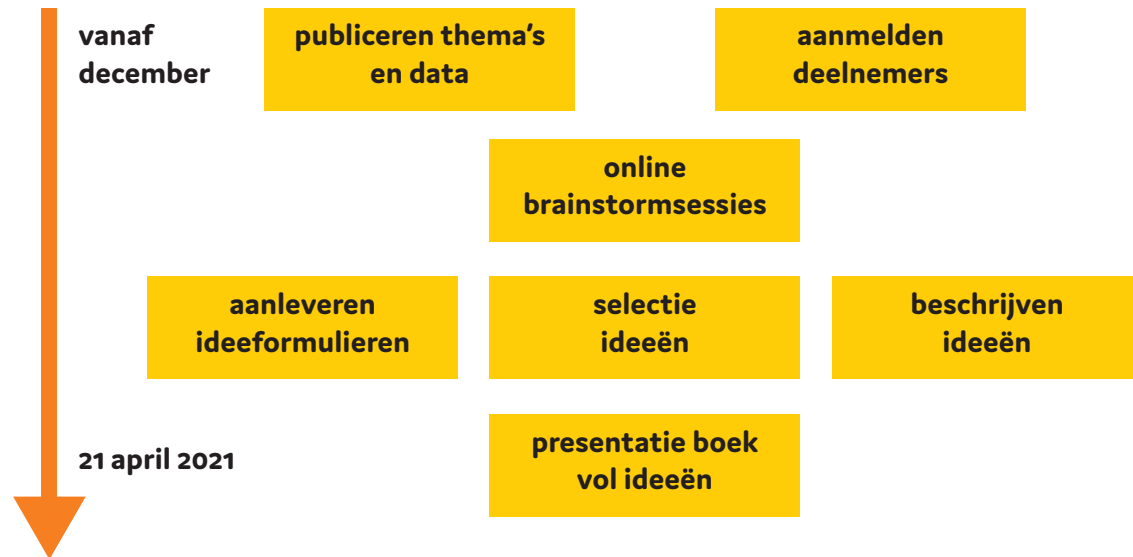 vanaf
december
publiceren thema's
en data
aanmelden
deelnemers
online
brainstormsessies
aanleveren
ideeformulieren
selectie
ideeën
beschrijven
ideeën
21 april 2021
presentatie boek
vol ideeën